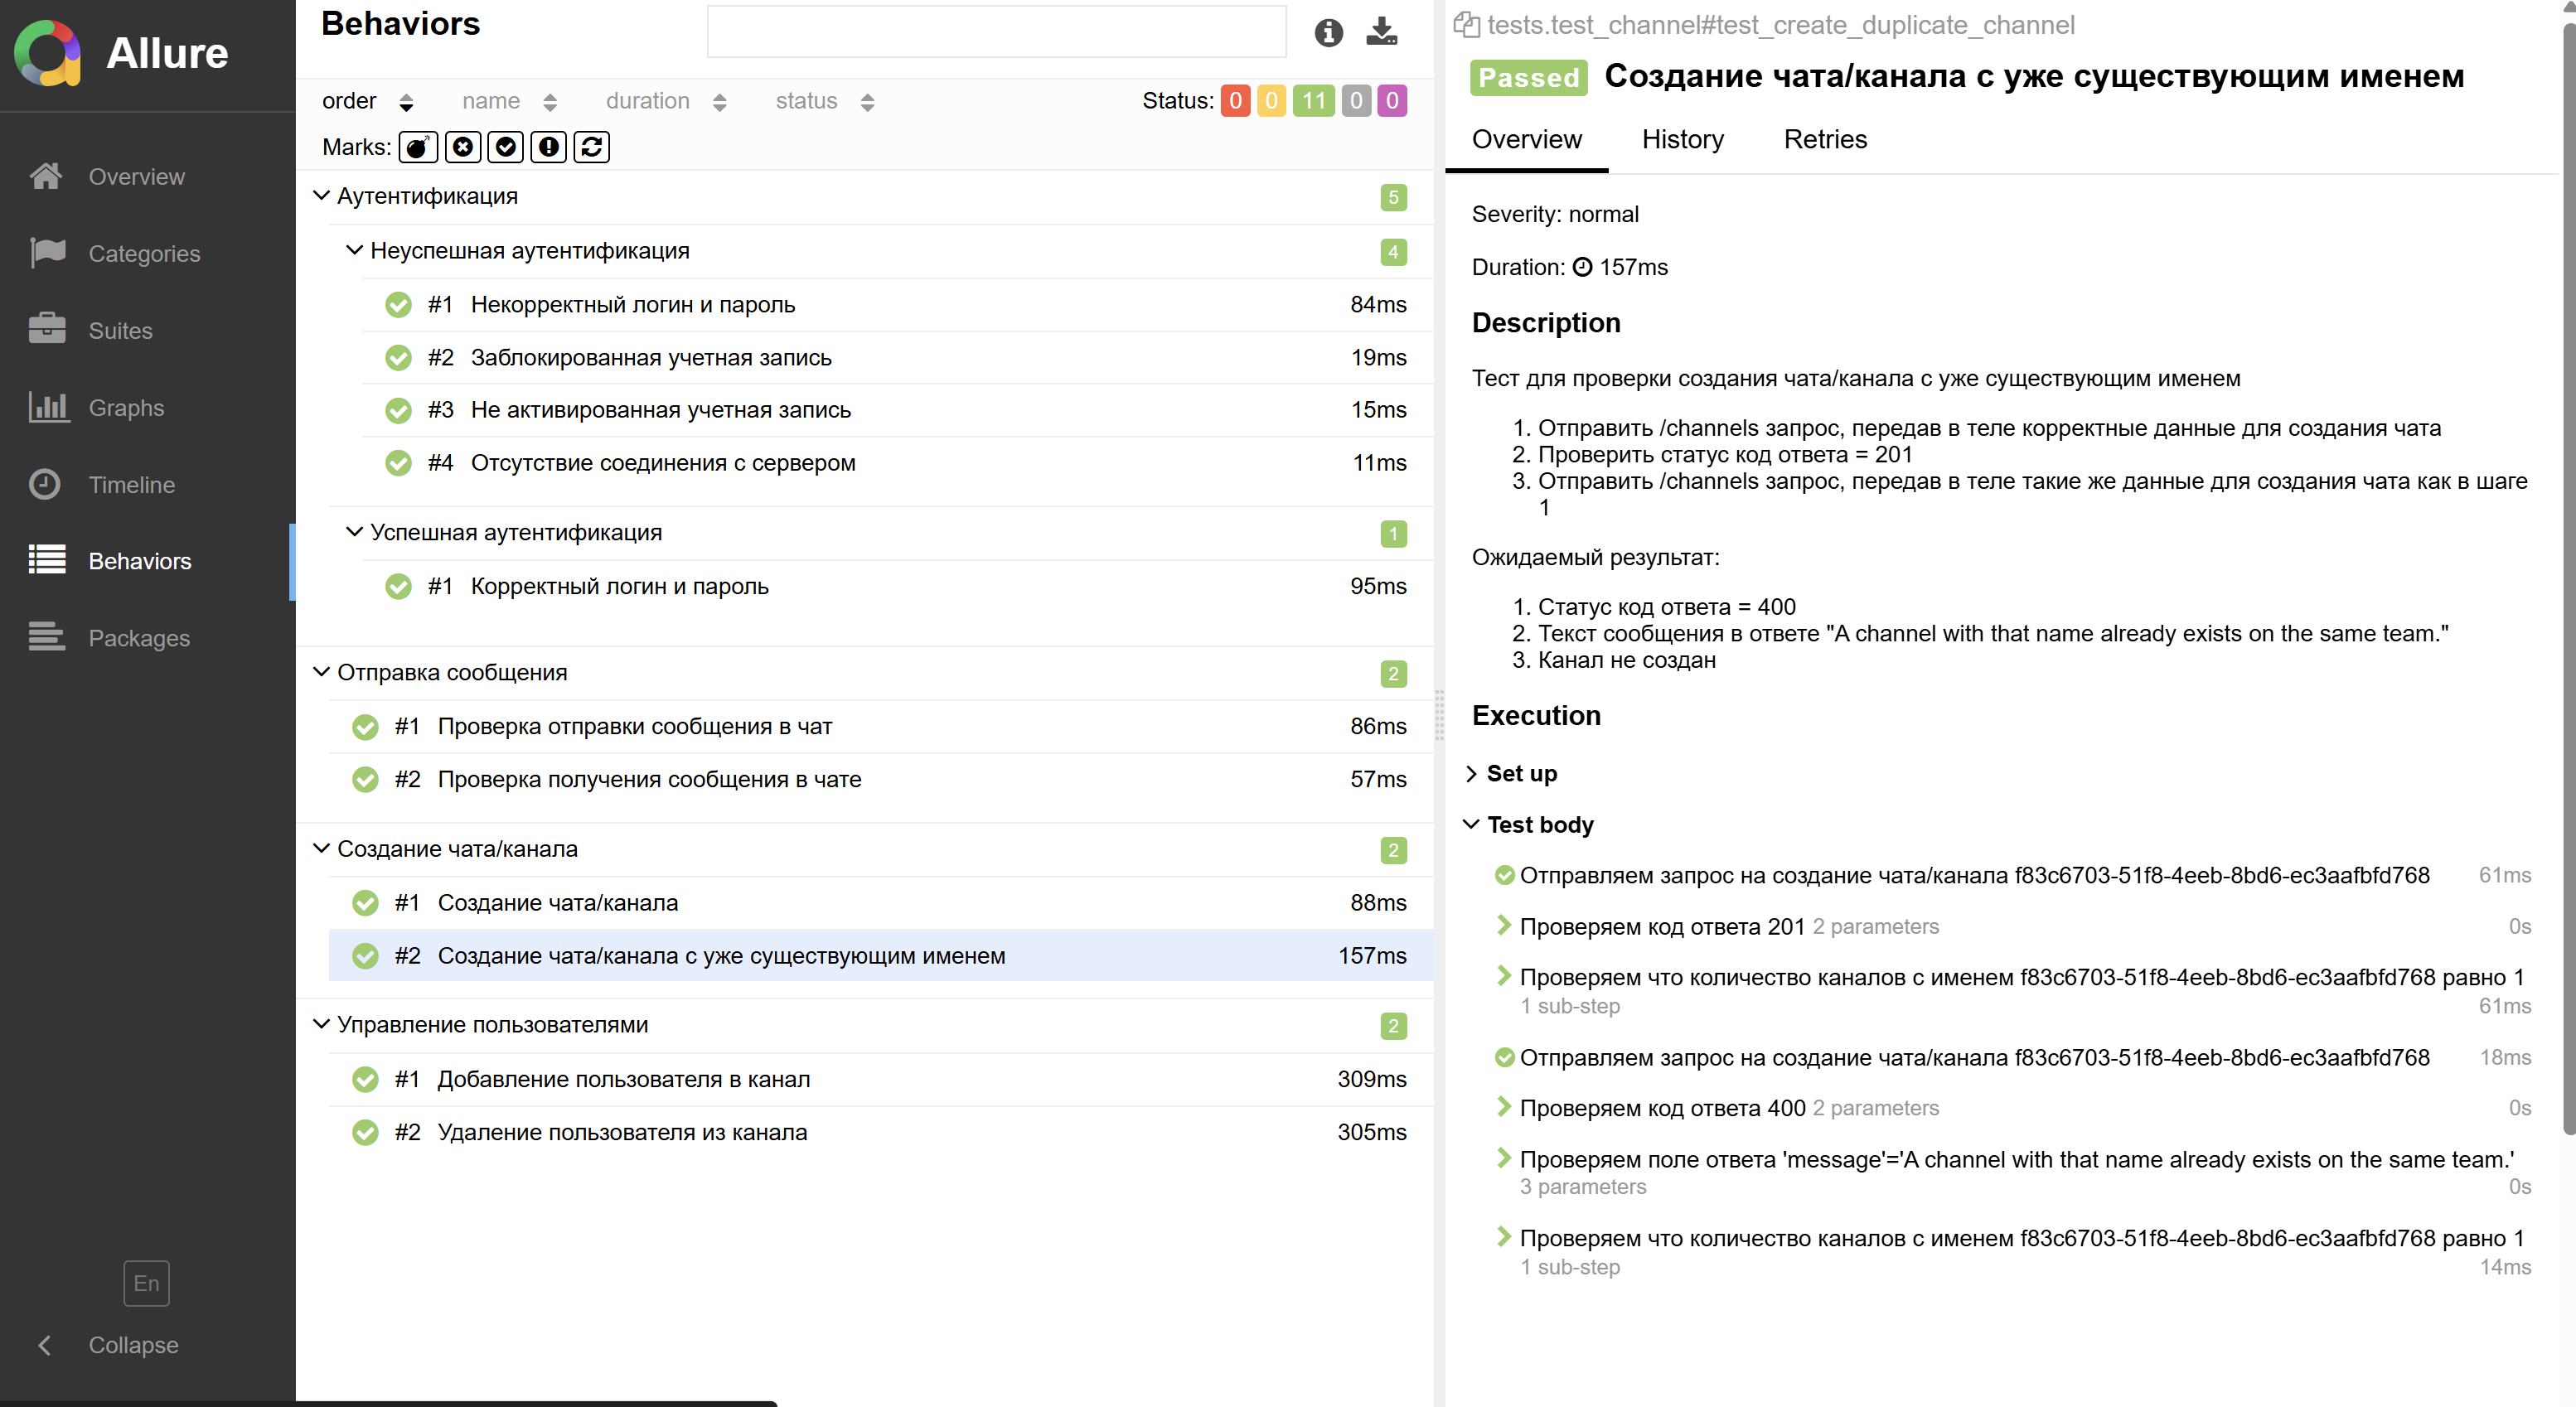 Allure
Overview
Categories
Suites
Graphs
Timeline
Behaviors
Packages
En
Collapse
Behaviors
order name duration status
Status: 0 0 11 0 0
Marks:
Аутентификация 5
Неуспешная аутентификация 4
#1 Некорректный логин и пароль 84ms
#2 Заблокированная учетная запись 19ms
#3 Не активированная учетная запись 15ms
#4 Отсутствие соединения с сервером 11ms
Успешная аутентификация 1
#1 Корректный логин и пароль 95ms
Отправка сообщения 2
#1 Проверка отправки сообщения в чат 86ms
#2 Проверка получения сообщения в чате 57ms
Создание чата/канала 2
#1 Создание чата/канала 88ms
#2 Создание чата/канала с уже существующим именем 157ms
Управление пользователями 2
#1 Добавление пользователя в канал 309ms
#2 Удаление пользователя из канала 305ms
tests.test_channel#test_create_duplicate_channel
Passed Создание чата/канала с уже существующим именем
Overview History Retries
Severity: normal
Duration: 157ms
Description
Тест для проверки создания чата/канала с уже существующим именем
1. Отправить /channels запрос, передав в теле корректные данные для создания чата
2. Проверить статус код ответа = 201
3. Отправить /channels запрос, передав в теле такие же данные для создания чата как в шаге
1
Ожидаемый результат:
1. Статус код ответа = 400
2. Текст сообщения в ответе "A channel with that name already exists on the same team."
3. Канал не создан
Execution
Set up
Test body
Отправляем запрос на создание чата/канала f83c6703-51f8-4eeb-8bd6-ec3aafbfd768 61ms
Проверяем код ответа 201 2 parameters 0s
Проверяем что количество каналов с именем f83c6703-51f8-4eeb-8bd6-ec3aafbfd768 равно 1
1 sub-step 61ms
Отправляем запрос на создание чата/канала f83c6703-51f8-4eeb-8bd6-ec3aafbfd768 18ms
Проверяем код ответа 400 2 parameters 0s
Проверяем поле ответа 'message'='A channel with that name already exists on the same team.'
3 parameters 0s
Проверяем что количество каналов с именем f83c6703-51f8-4eeb-8bd6-ec3aafbfd768 равно 1
1 sub-step 14ms